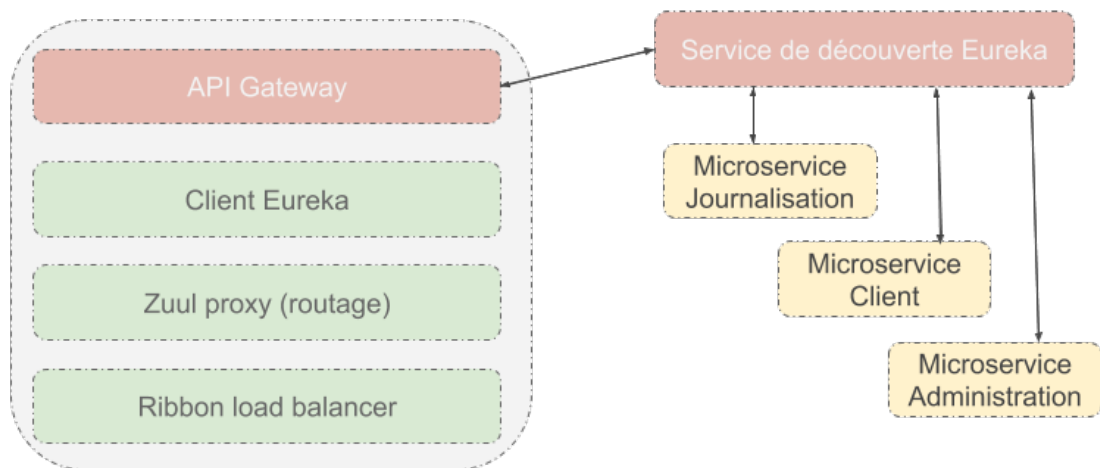 API Gateway
Client Eureka
Zuul proxy (routage)
Ribbon load balancer
Service de découverte Eureka
Microservice
Journalisation
Microservice
Client
Microservice
Administration